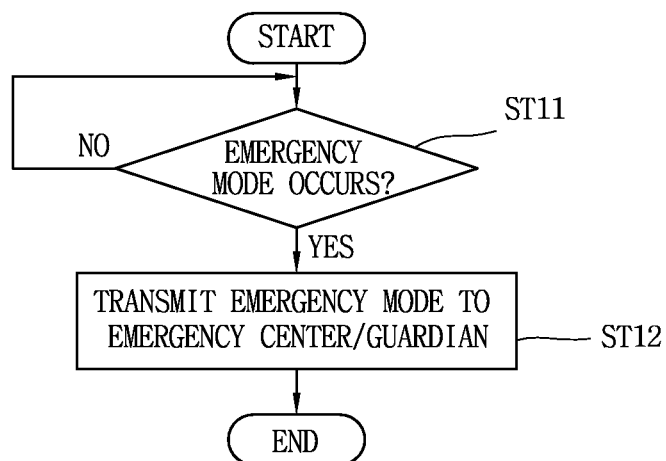 START
ST11
NO
EMERGENCY
MODE OCCURS?
YES
TRANSMIT EMERGENCY MODE TO
EMERGENCY CENTER/GUARDIAN
ST12
END